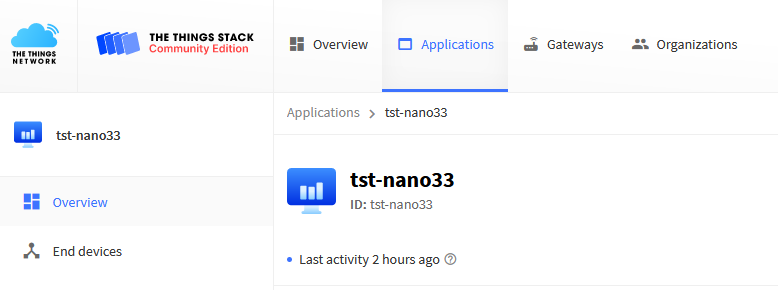 THE THINGS
NETWORK
THE THINGS STACK
Community Edition
Overview
Applications
Gateways
Organizations
tst-nano33
Overview
End devices
Applications > tst-nano33
tst-nano33
ID: tst-nano33
Last activity 2 hours ago